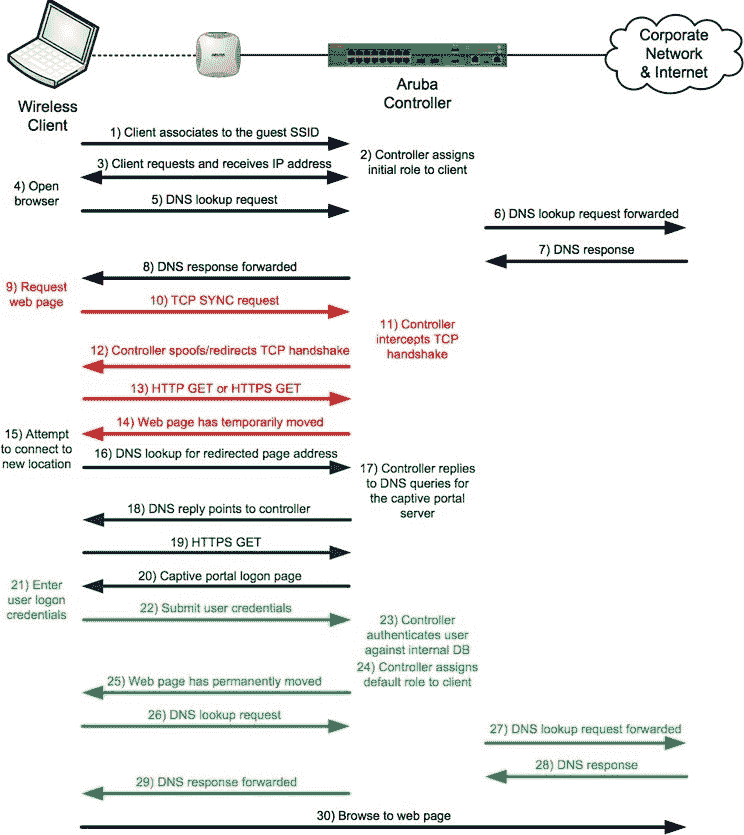 Corporate
Network
& Internet
Wireless
Client
Aruba
Controller
1) Client associates to the guest SSID
2) Controller assigns
initial role to client
3) Client requests and receives IP address
4) Open
browser
5) DNS lookup request
6) DNS lookup request forwarded
7) DNS response
8) DNS response forwarded
9) Request
web page
10) TCP SYNC request
11) Controller
intercepts TCP
handshake
12) Controller spoofs/redirects TCP handshake
13) HTTP GET or HTTPS GET
14) Web page has temporarily moved
15) Attempt
to connect to
new location
16) DNS lookup for redirected page address
17) Controller replies
to DNS queries for
the captive portal
server
18) DNS reply points to controller
19) HTTPS GET
20) Captive portal logon page
21) Enter
user logon
credentials
22) Submit user credentials
23) Controller
authenticates user
against internal DB
24) Controller assigns
default role to client
25) Web page has permanently moved
26) DNS lookup request
27) DNS lookup request forwarded
28) DNS response
29) DNS response forwarded
30) Browse to web page